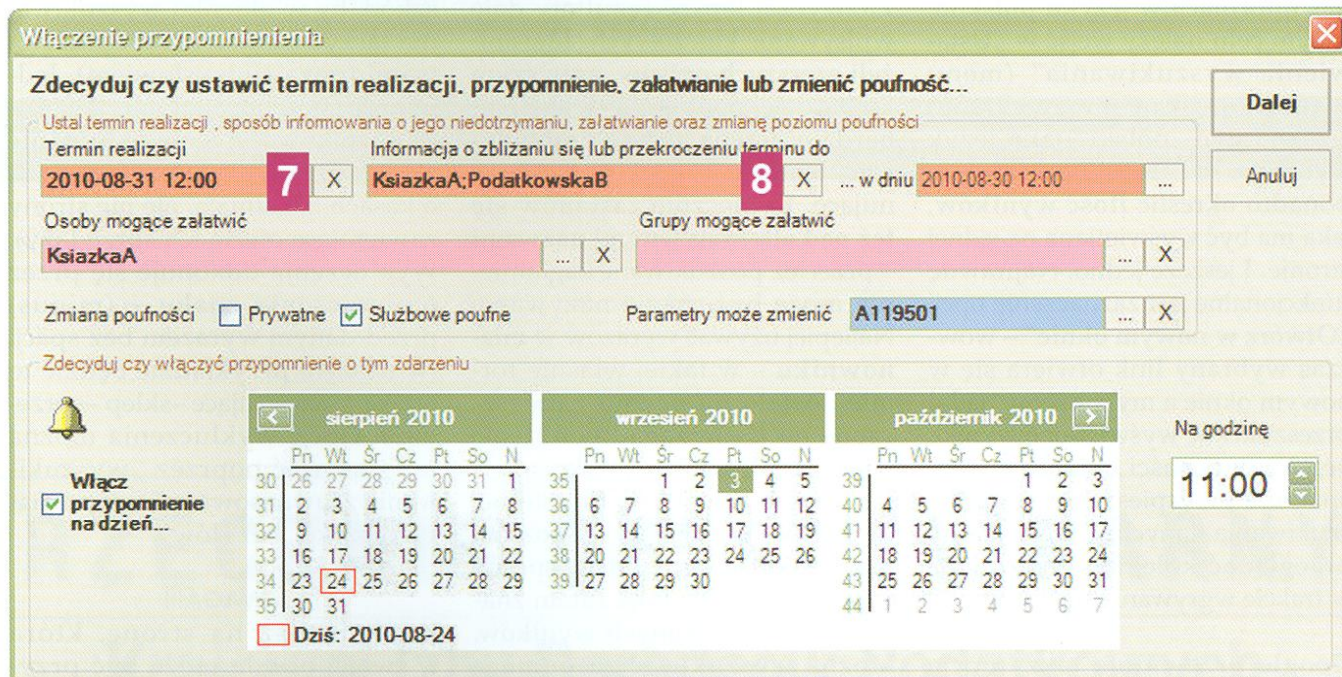 Włączenie przypomnienienia
Zdecyduj czy ustawić termin realizacji, przypomnienie, załatwianie lub zmienić poufność...
Dalej
Ustal termin realizacji , sposób informowania o jego niedotrzymaniu, załatwianie oraz zmianę poziomu poufności
Termin realizacji Informacja o zbliżaniu się lub przekroczeniu terminu do
2010-08-31 12:00 7 X KsiazkaA;PodatkowskaB 8 X ... w dniu 2010-08-30 12:00 ... Anuluj
Osoby mogące załatwić Grupy mogące załatwić
KsiazkaA ... X ... X
Zmiana poufności Prywatne Służbowe poufne Parametry może zmienić A119501 ... X
Zdecyduj czy włączyć przypomnienie o tym zdarzeniu
< sierpień 2010 wrzesień 2010 październik 2010 >
Na godzinę
Pn Wt Śr Cz Pt So N Pn Wt Śr Cz Pt So N Pn Wt Śr Cz Pt So N
30 26 27 28 29 30 31 1 35 1 2 3 4 5 39 1 2 3
31 2 3 4 5 6 7 8 36 6 7 8 9 10 11 12 40 4 5 6 7 8 9 10
32 9 10 11 12 13 14 15 37 13 14 15 16 17 18 19 41 11 12 13 14 15 16 17
33 16 17 18 19 20 21 22 38 20 21 22 23 24 25 26 42 18 19 20 21 22 23 24
34 23 24 25 26 27 28 29 39 27 28 29 30 43 25 26 27 28 29 30 31
35 30 31 44 1 2 3 4 5 6 7
Włącz
przypomnienie
na dzień...
11:00
Dziś: 2010-08-24